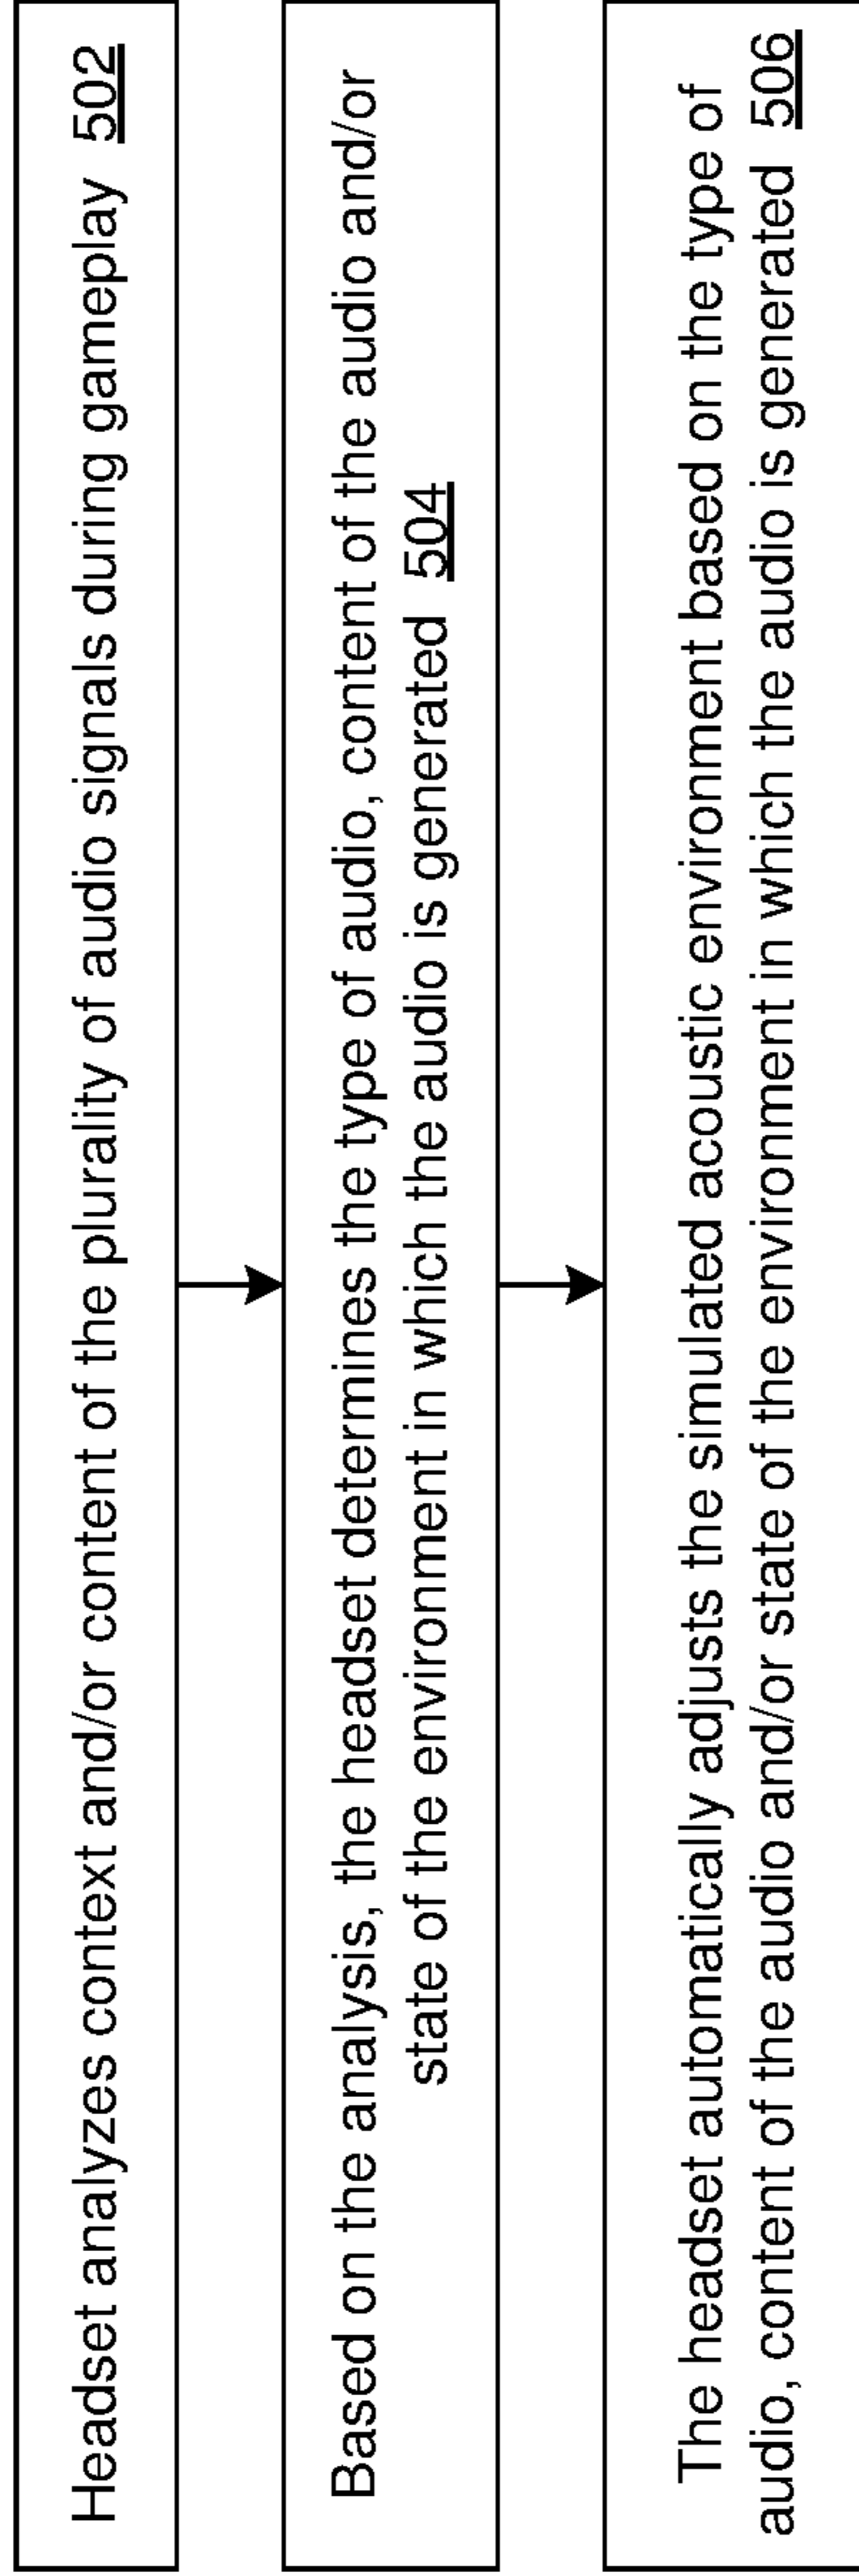 Headset analyzes context and/or content of the plurality of audio signals during gameplay 502
Based on the analysis, the headset determines the type of audio, content of the audio and/or
state of the environment in which the audio is generated 504
The headset automatically adjusts the simulated acoustic environment based on the type of
audio, content of the audio and/or state of the environment in which the audio is generated 506